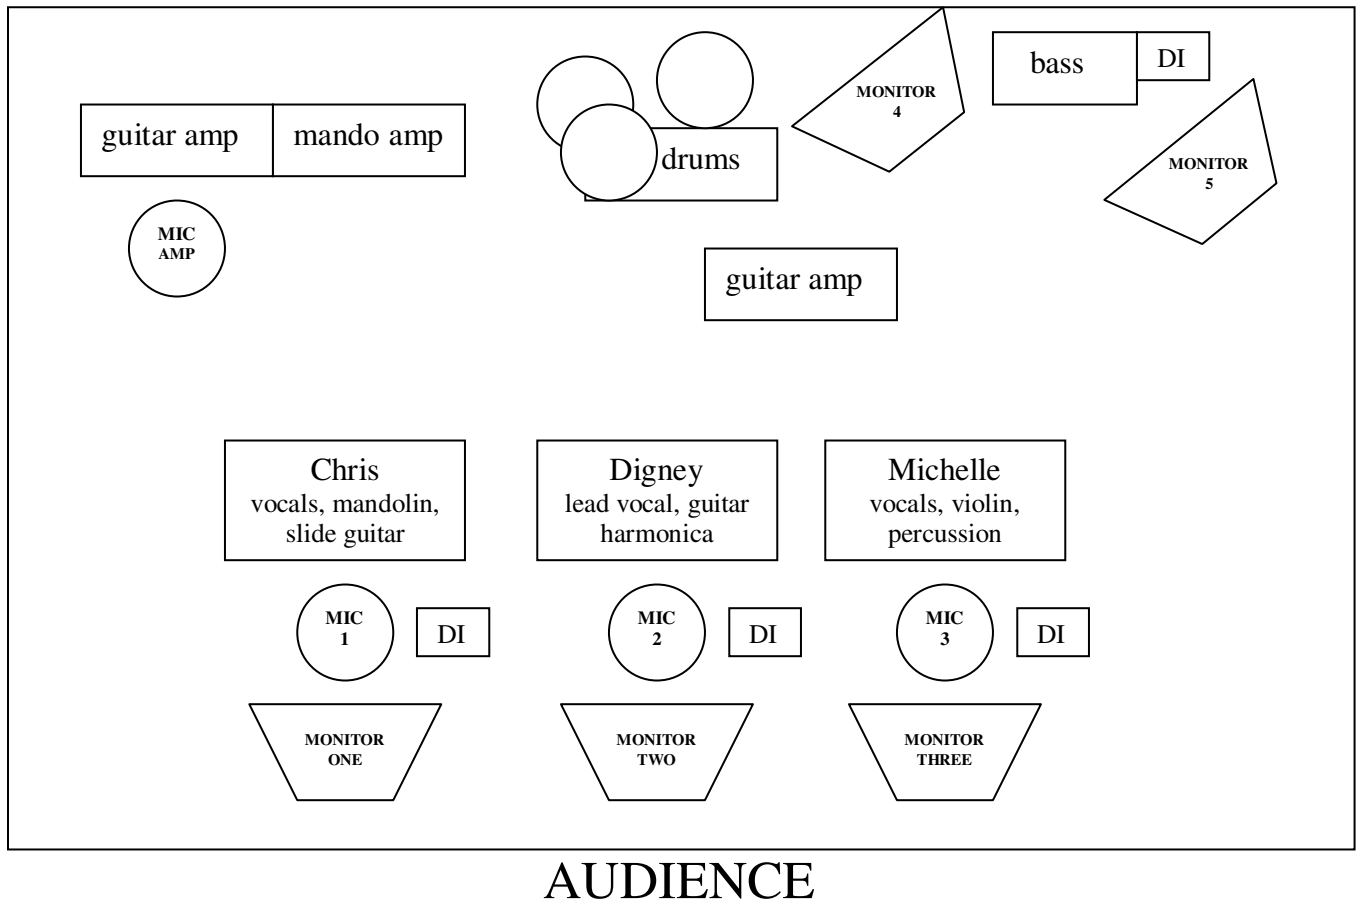 bass
DI
MONITOR
4
guitar amp
mando amp
drums
MONITOR
5
MIC
AMP
guitar amp
Chris
vocals, mandolin,
slide guitar
Digney
lead vocal, guitar
harmonica
Michelle
vocals, violin,
percussion
MIC
1
DI
MIC
2
DI
MIC
3
DI
MONITOR
ONE
MONITOR
TWO
MONITOR
THREE
AUDIENCE